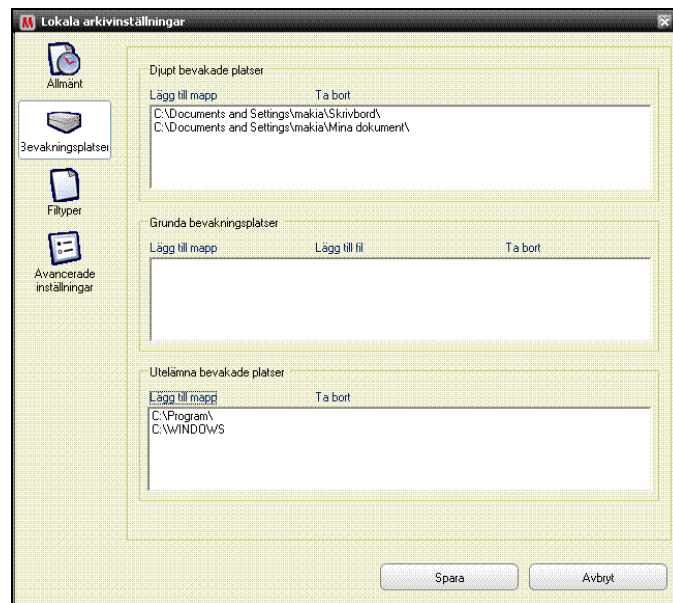 Lokala arkivinställningar
Allmänt
Bevakningsplatser
Filtyper
Avancerade
inställningar
Djupt bevakade platser
Lägg till mapp Ta bort
C:\Documents and Settings\makia\Skrivbord\
C:\Documents and Settings\makia\Mina dokument\
Grunda bevakningsplatser
Lägg till mapp Lägg till fil Ta bort
Utelämna bevakade platser
Lägg till mapp Ta bort
C:\Program\
C:\WINDOWS
Spara Avbryt